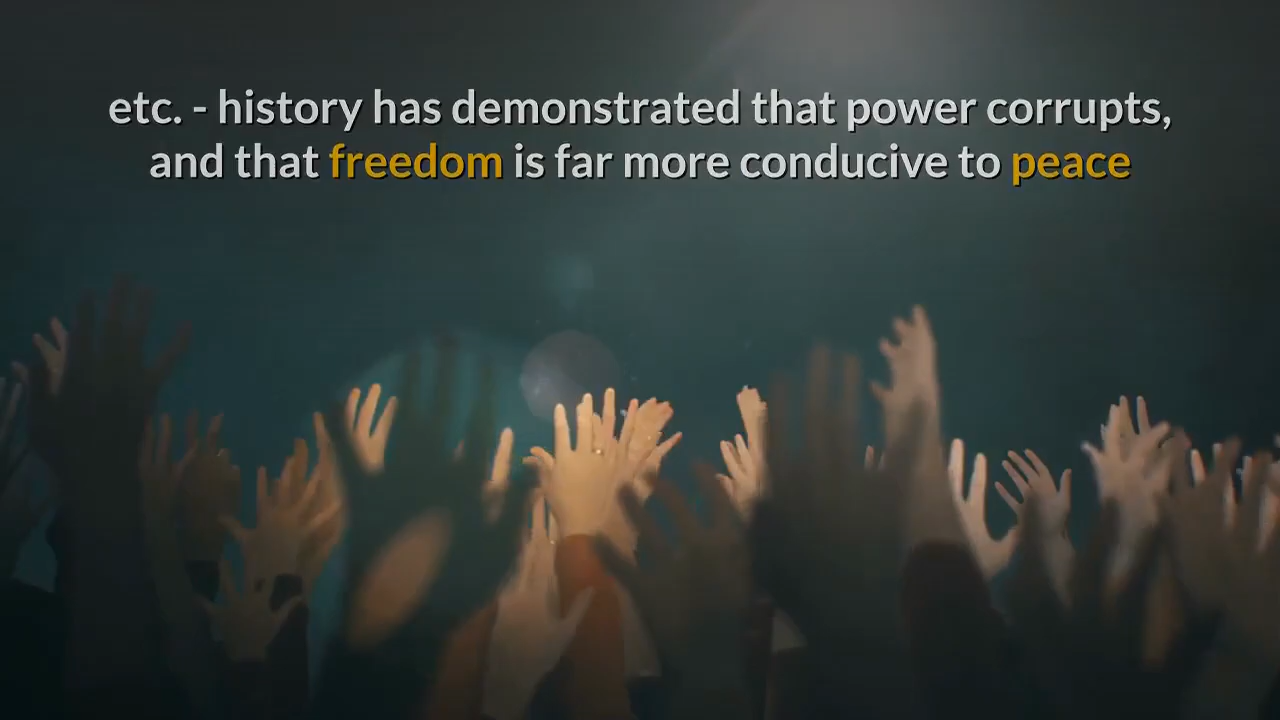 etc. - history has demonstrated that power corrupts,
and that freedom is far more conducive to peace